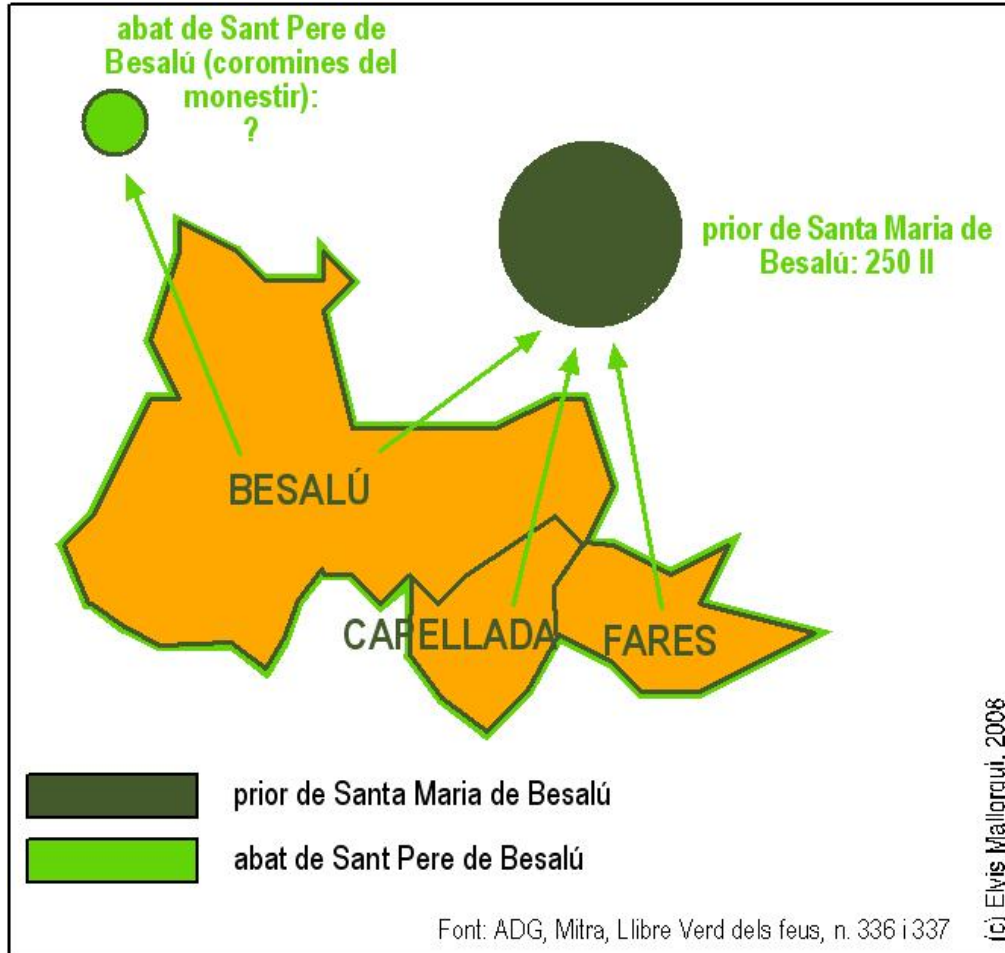 abat de Sant Pere de
Besalú (coromines del
monestir):
?
prior de Santa Maria de
Besalú: 250 ll
BESALÚ
CAPELLADA
FARES
prior de Santa Maria de Besalú
abat de Sant Pere de Besalú
Font: ADG, Mitra, Llibre Verd dels feus, n. 336 i 337
(c) Elvis Mallorquí, 2008